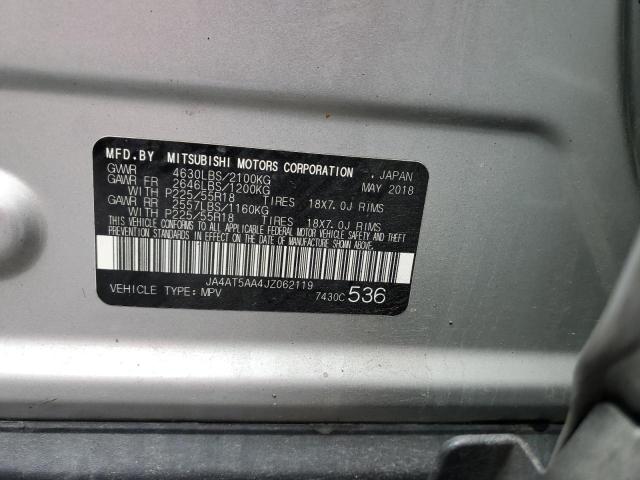 MFD.BY MITSUBISHI MOTORS CORPORATION , JAPAN
GVWR 4630LBS/2100KG MAY 2018
GAWR FR 2646LBS/1200KG
WITH P225/55R18 TIRES 18X7.0J RIMS
GAWR RR 2557LBS/1160KG
WITH P225/55R18 TIRES 18X7.0J RIMS
THIS VEHICLE CONFORMS TO ALL APPLICABLE FEDERAL MOTOR VEHICLE SAFETY, BUMPER AND THEFT
PREVENTION STANDARDS IN EFFECT ON THE DATE OF MANUFACTURE SHOWN ABOVE.
JA4AT5AA4JZ062119
VEHICLE TYPE: MPV 7430C 536